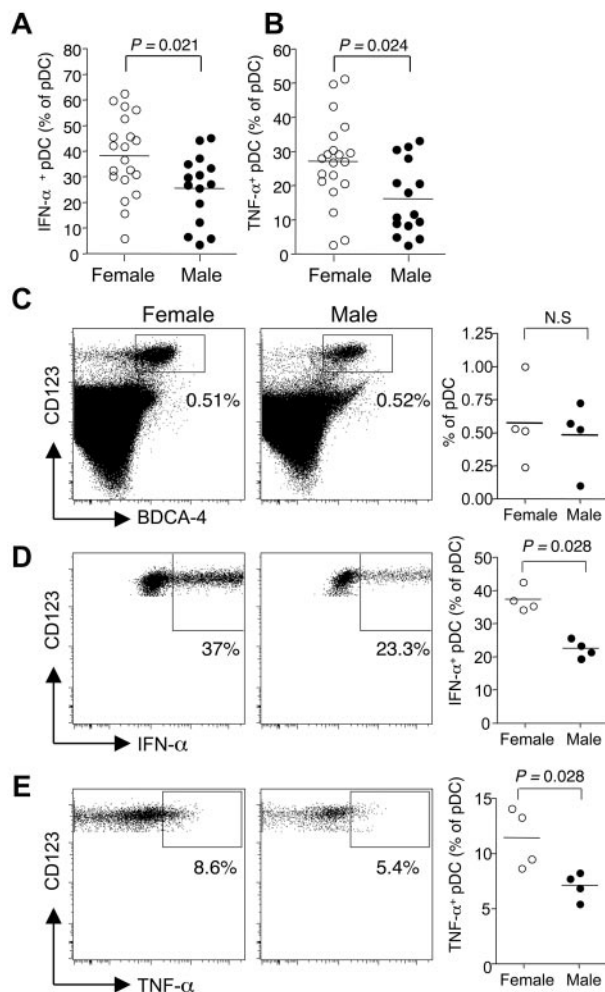 A
P = 0.021
IFN-α + pDC (% of pDC)
70
60
50
40
30
20
10
0
Female
Male
B
P = 0.024
TNF-α+ pDC (% of pDC)
60
50
40
30
20
10
0
Female
Male
C
Female
Male
CD123
0.51%
0.52%
BDCA-4
N.S
% of pDC
1.25
1.00
0.75
0.50
0.25
0.00
Female
Male
D
CD123
37%
23.3%
IFN-α
P = 0.028
IFN-α+ pDC (% of pDC)
50
40
30
20
10
0
Female
Male
E
CD123
8.6%
5.4%
TNF-α
P = 0.028
TNF-α+ pDC (% of pDC)
15
10
5
0
Female
Male